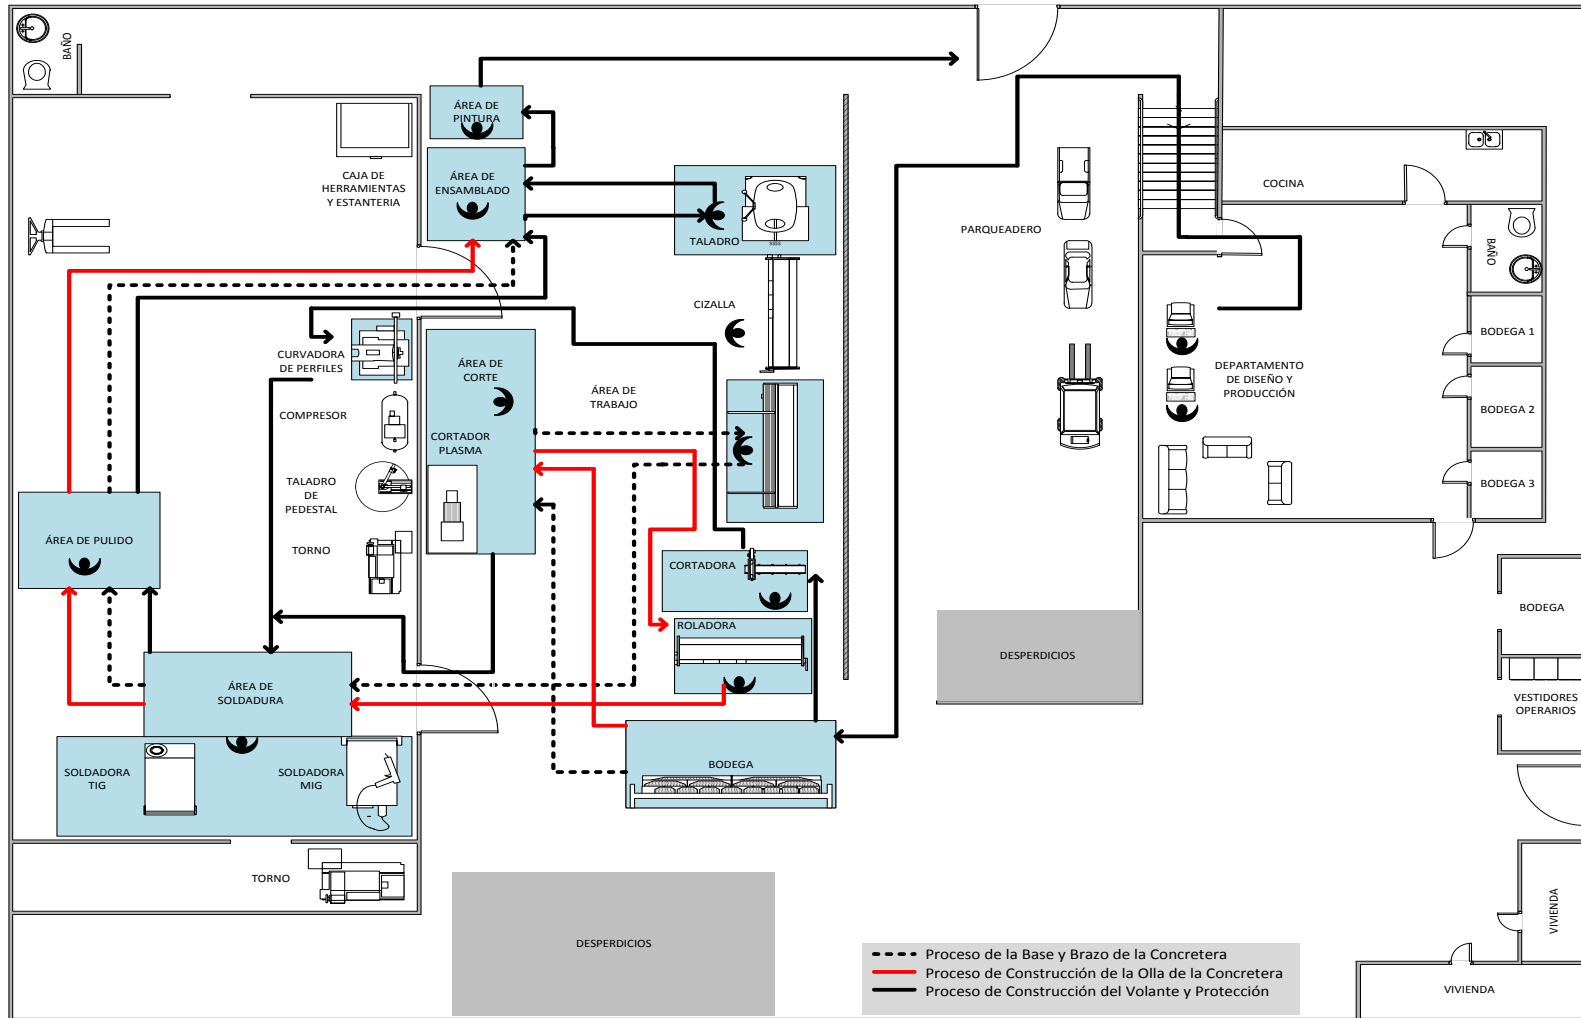 BAÑO
ÁREA DE
PINTURA
CAJA DE
HERRAMIENTAS
Y ESTANTERIA
ÁREA DE
ENSAMBLADO
TALADRO
PARQUEADERO
COCINA
BAÑO
CIZALLA
CURVADORA
DE PERFILES
ÁREA DE
CORTE
ÁREA DE
TRABAJO
DEPARTAMENTO
DE DISEÑO Y
PRODUCCIÓN
BODEGA 1
BODEGA 2
BODEGA 3
COMPRESOR
CORTADOR
PLASMA
TALADRO
DE
PEDESTAL
TORNO
ÁREA DE PULIDO
CORTADORA
ROLADORA
DESPERDICIOS
BODEGA
VESTIDORES
OPERARIOS
ÁREA DE
SOLDADURA
SOLDADORA
TIG
SOLDADORA
MIG
BODEGA
TORNO
DESPERDICIOS
VIVIENDA
VIVIENDA
Proceso de la Base y Brazo de la Concretera
Proceso de Construcción de la Olla de la Concretera
Proceso de Construcción del Volante y Protección